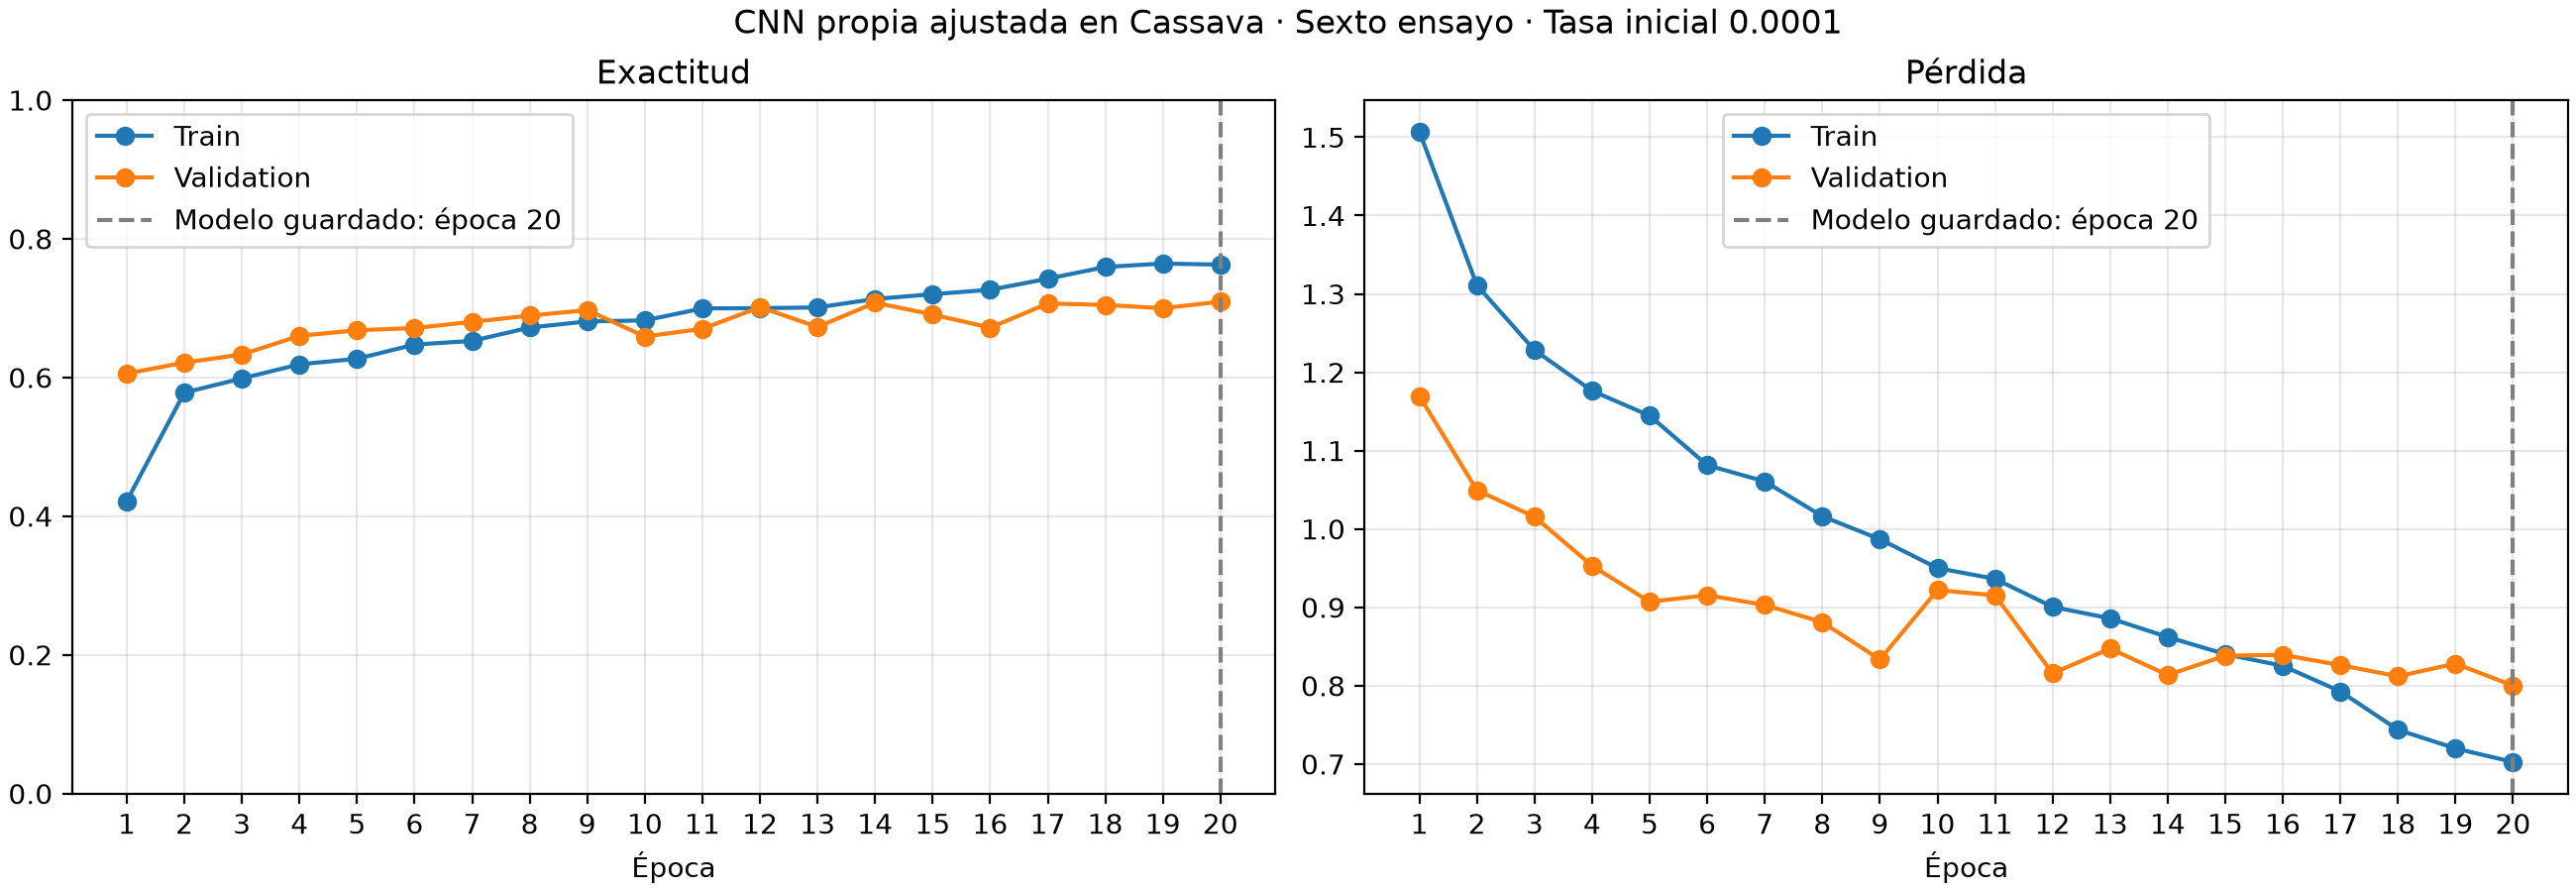 CNN propia ajustada en Cassava · Sexto ensayo · Tasa inicial 0.0001
Exactitud
1.0
0.8
0.6
0.4
0.2
0.0
Train
Validation
Modelo guardado: época 20
1 2 3 4 5 6 7 8 9 10 11 12 13 14 15 16 17 18 19 20
Época
Pérdida
1.5
1.4
1.3
1.2
1.1
1.0
0.9
0.8
0.7
Train
Validation
Modelo guardado: época 20
1 2 3 4 5 6 7 8 9 10 11 12 13 14 15 16 17 18 19 20
Época